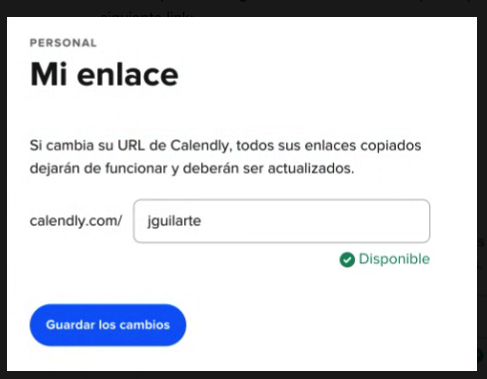 PERSONAL
Mi enlace
Si cambia su URL de Calendly, todos sus enlaces copiados
dejarán de funcionar y deberán ser actualizados.
calendly.com/ jguilarte
Disponible
Guardar los cambios